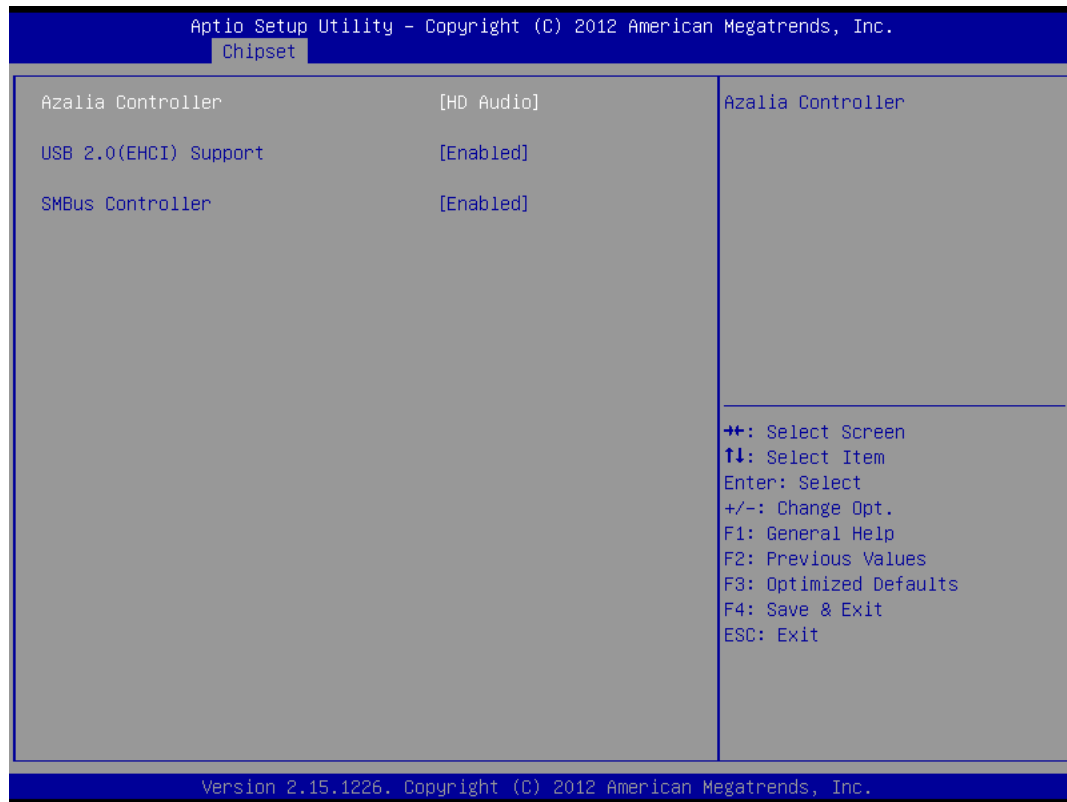 Aptio Setup Utility – Copyright (C) 2012 American Megatrends, Inc.
Chipset
Azalia Controller [HD Audio]
USB 2.0(EHCI) Support [Enabled]
SMBus Controller [Enabled]
Azalia Controller
→←: Select Screen
↑↓: Select Item
Enter: Select
+/-: Change Opt.
F1: General Help
F2: Previous Values
F3: Optimized Defaults
F4: Save & Exit
ESC: Exit
Version 2.15.1226. Copyright (C) 2012 American Megatrends, Inc.